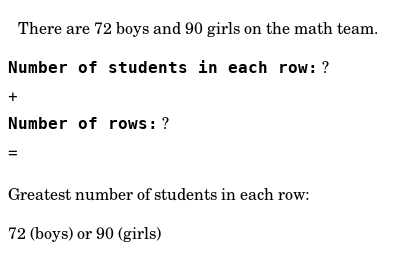 There are 72 boys and 90 girls on the math team.
Number of students in each row: ?
+
Number of rows: ?
=
Greatest number of students in each row:
72 (boys) or 90 (girls)